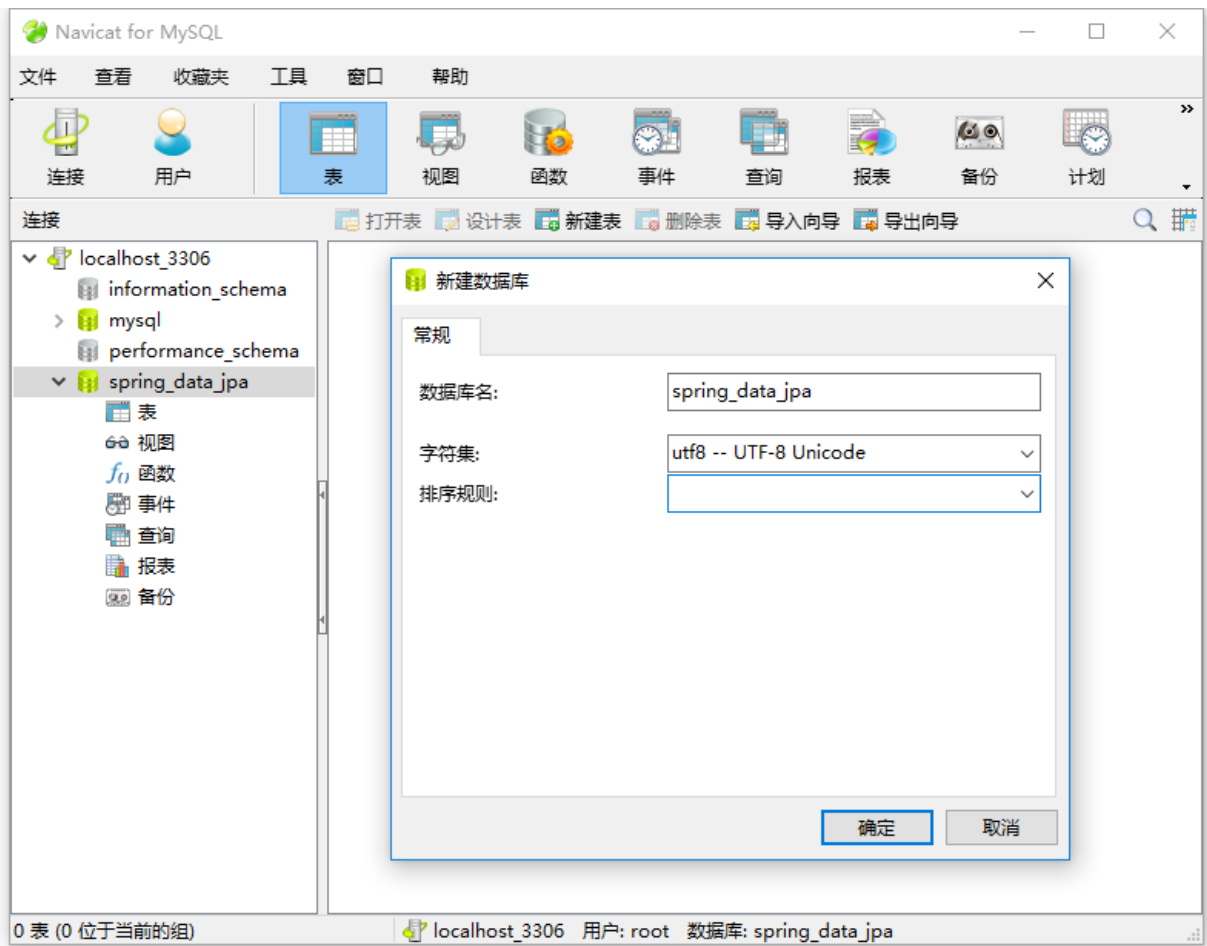 Navicat for MySQL
文件 查看 收藏夹 工具 窗口 帮助
连接 用户 表 视图 函数 事件 查询 报表 备份 计划
连接 打开表 设计表 新建表 删除表 导入向导 导出向导
localhost_3306
information_schema
mysql
performance_schema
spring_data_jpa
表
视图
函数
事件
查询
报表
备份
新建数据库
常规
数据库名: spring_data_jpa
字符集: utf8 -- UTF-8 Unicode
排序规则:
确定 取消
0 表 (0 位于当前的组) localhost_3306 用户: root 数据库: spring_data_jpa